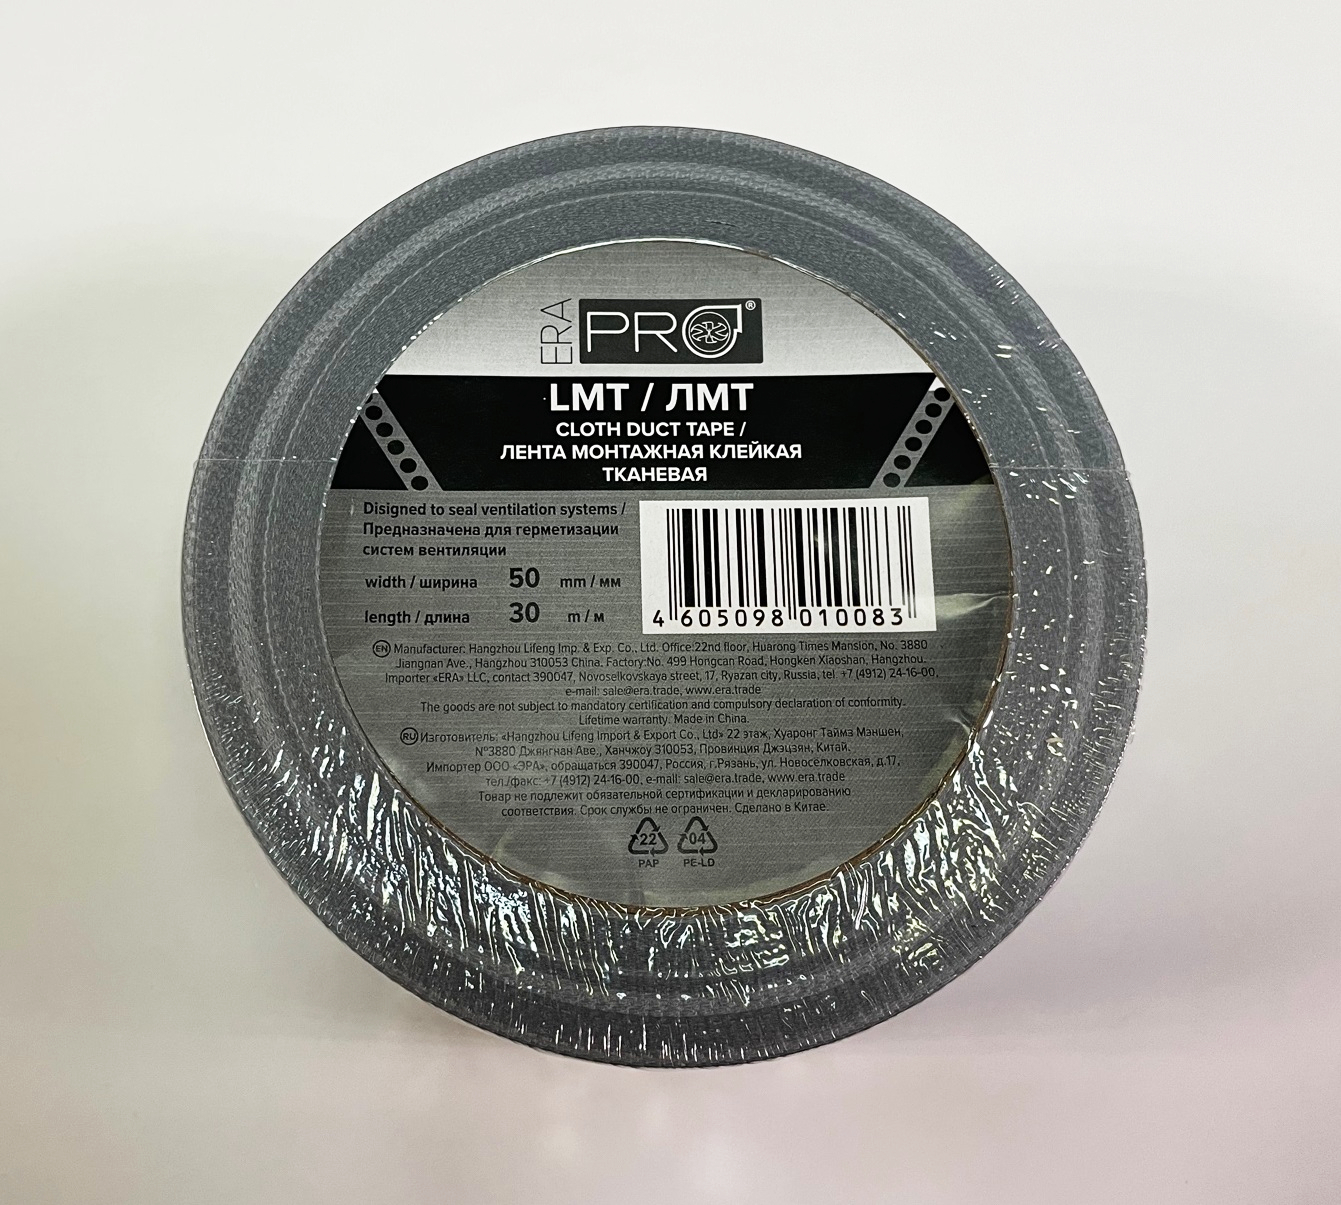 ERA PRO®
LMT / ЛМТ
CLOTH DUCT TAPE /
ЛЕНТА МОНТАЖНАЯ КЛЕЙКАЯ
ТКАНЕВАЯ
Disigned to seal ventilation systems /
Предназначена для герметизации
систем вентиляции
width / ширина 50 mm / мм
length / длина 30 m / м
4 605098 010083
EN Manufacturer: Hangzhou Lifeng Imp. & Exp. Co., Ltd. Office:22nd floor, Huarong Times Mansion, No. 3880
Jiangnan Ave., Hangzhou 310053 China. Factory:No. 499 Hongcan Road, Hongken Xiaoshan, Hangzhou.
Importer «ERA» LLC, contact 390047, Novoselkovskaya street, 17, Ryazan city, Russia, tel. +7 (4912) 24-16-00,
e-mail: sale@era.trade, www.era.trade
The goods are not subject to mandatory certification and compulsory declaration of conformity.
Lifetime warranty. Made in China.
RU Изготовитель: «Hangzhou Lifeng Import & Export Co., Ltd» 22 этаж, Хуаронг Таймз Маншен,
№3880 Джянгнан Аве., Ханчжоу 310053, Провинция Джэцзян, Китай.
Импортер ООО «ЭРА», обращаться 390047, Россия, г.Рязань, ул. Новосёлковская, д.17,
тел./факс: +7 (4912) 24-16-00, e-mail: sale@era.trade, www.era.trade
Товар не подлежит обязательной сертификации и декларированию
соответствия. Срок службы не ограничен. Сделано в Китае.
22 04
PAP PE-LD